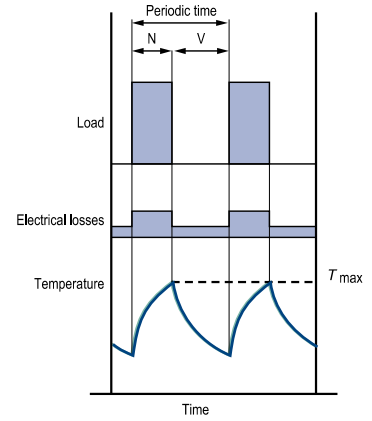 Periodic time
N V
Load
Electrical losses
Temperature
T max
Time